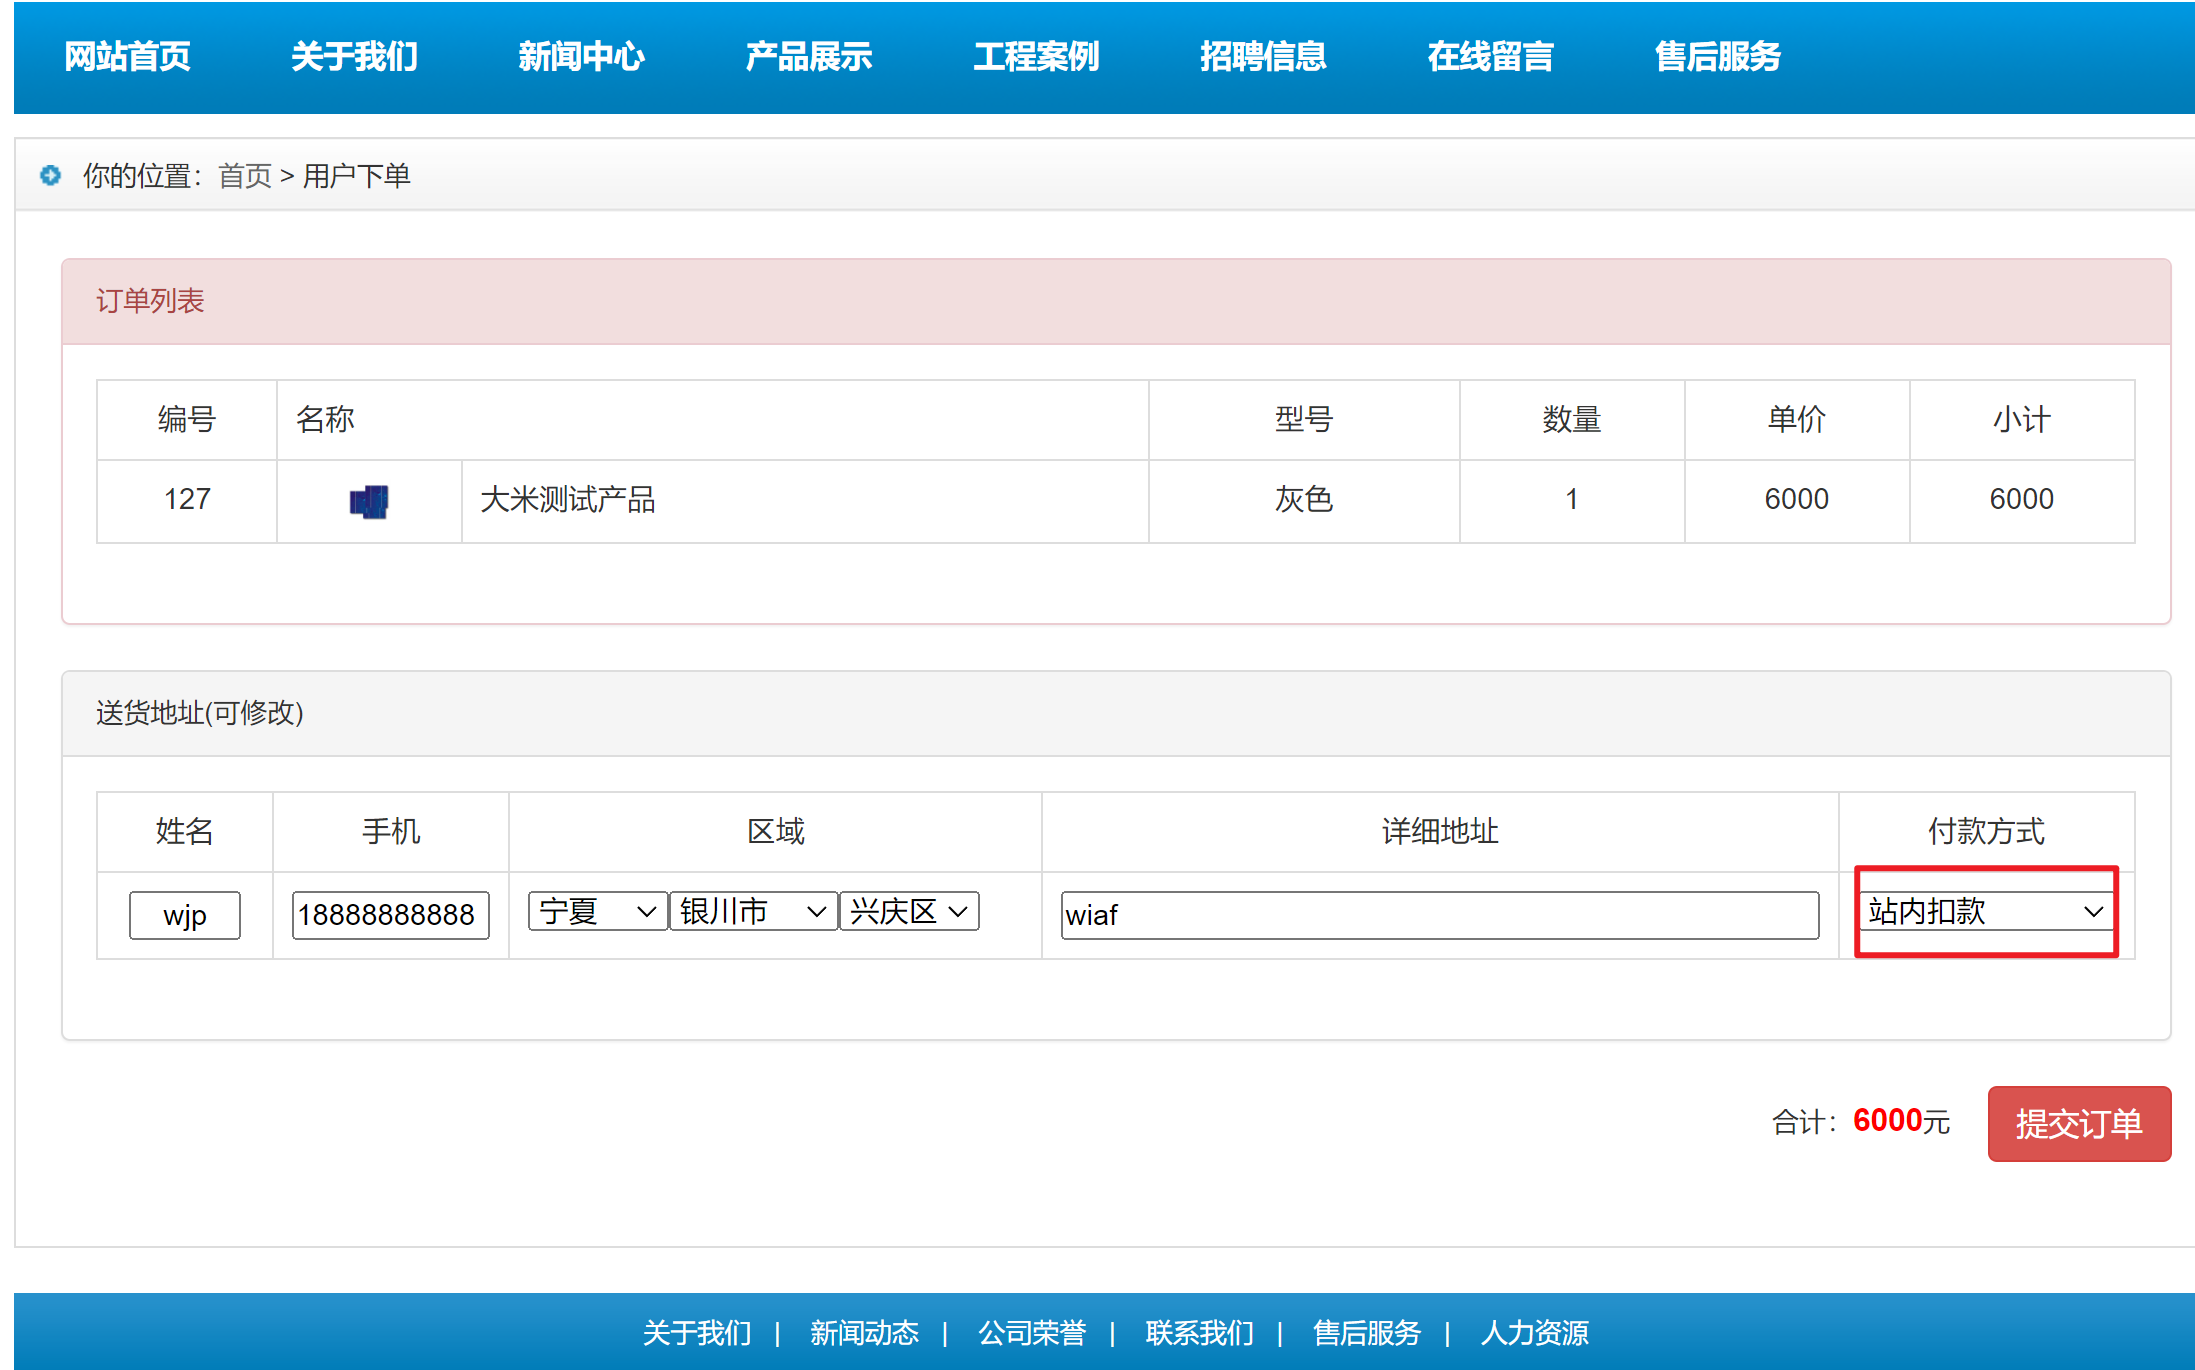 网站首页 关于我们 新闻中心 产品展示 工程案例 招聘信息 在线留言 售后服务
你的位置：首页 > 用户下单
订单列表
编号 名称 型号 数量 单价 小计
127 大米测试产品 灰色 1 6000 6000
送货地址(可修改)
姓名 手机 区域 详细地址 付款方式
wjp 18888888888 宁夏 银川市 兴庆区 wiaf 站内扣款
合计：6000元 提交订单
关于我们 | 新闻动态 | 公司荣誉 | 联系我们 | 售后服务 | 人力资源